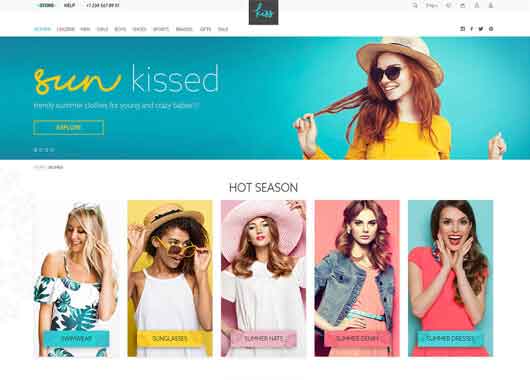 STORE HELP +1 234 567 89 01
kiss
WOMEN LINGERIE MEN GIRLS BOYS SHOES SPORTS BRANDS GIFTS SALE
sun kissed
trendy summer clothes for young and crazy babies!!!
EXPLORE
HOME WOMEN
HOT SEASON
SWIMWEAR
SUNGLASSES
SUMMER HATS
SUMMER DENIM
SUMMER DRESSES